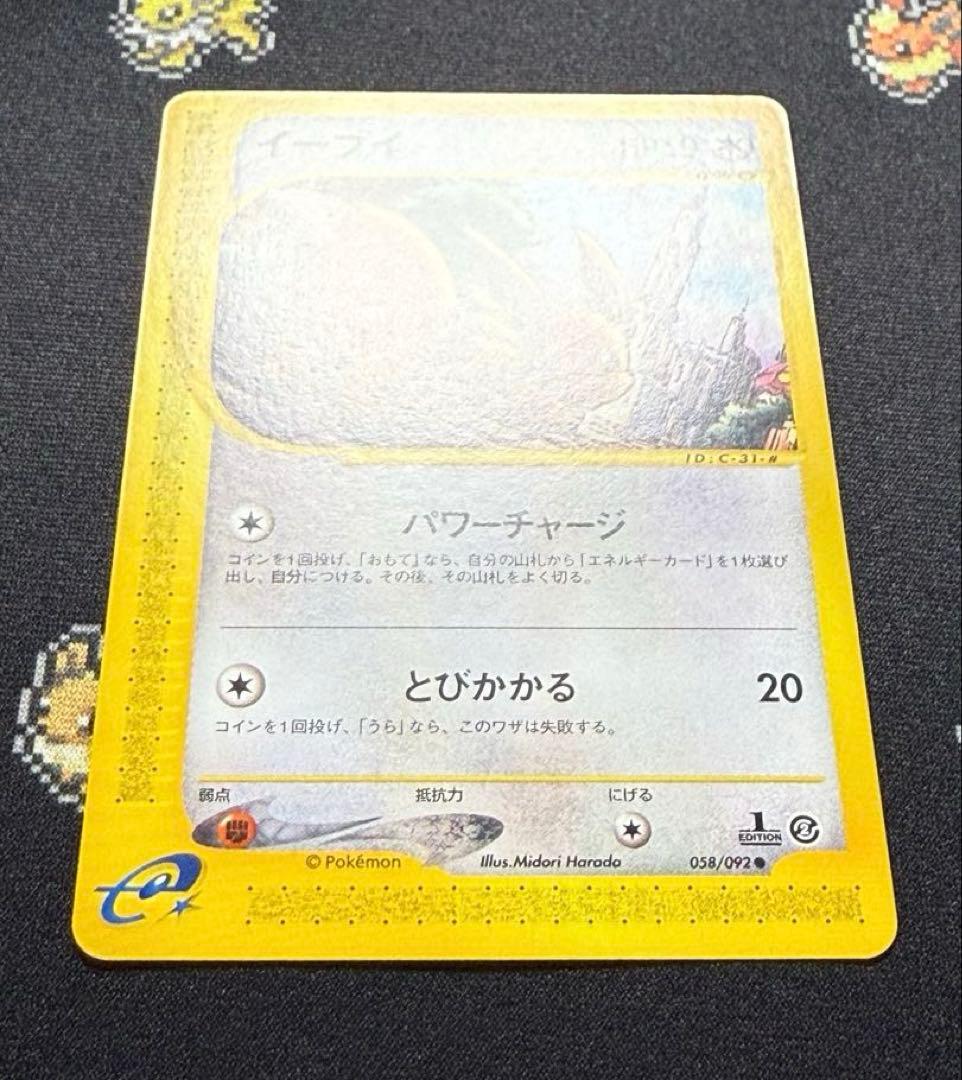 イーブイ
ID:C-31-#
パワーチャージ
コインを1回投げ、「おもて」なら、自分の山札から「エネルギーカード」を1枚選び
出し、自分につける。その後、その山札をよく切る。
とびかかる 20
コインを1回投げ、「うら」なら、このワザは失敗する。
弱点 抵抗力 にげる
1
EDITION
© Pokémon Illus.Midori Harada 058/092●
e